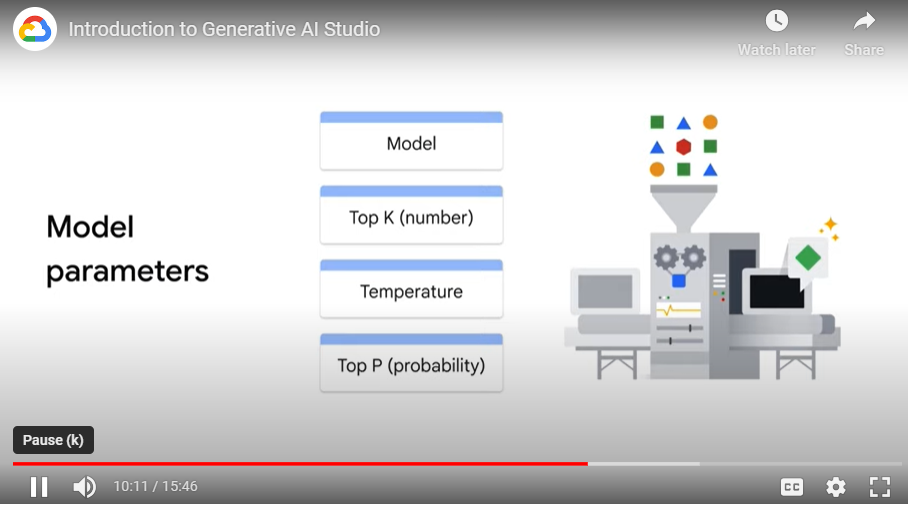 Introduction to Generative AI Studio
Watch later
Share
Model
parameters
Model
Top K (number)
Temperature
Top P (probability)
Pause (k)
10:11 / 15:46
CC